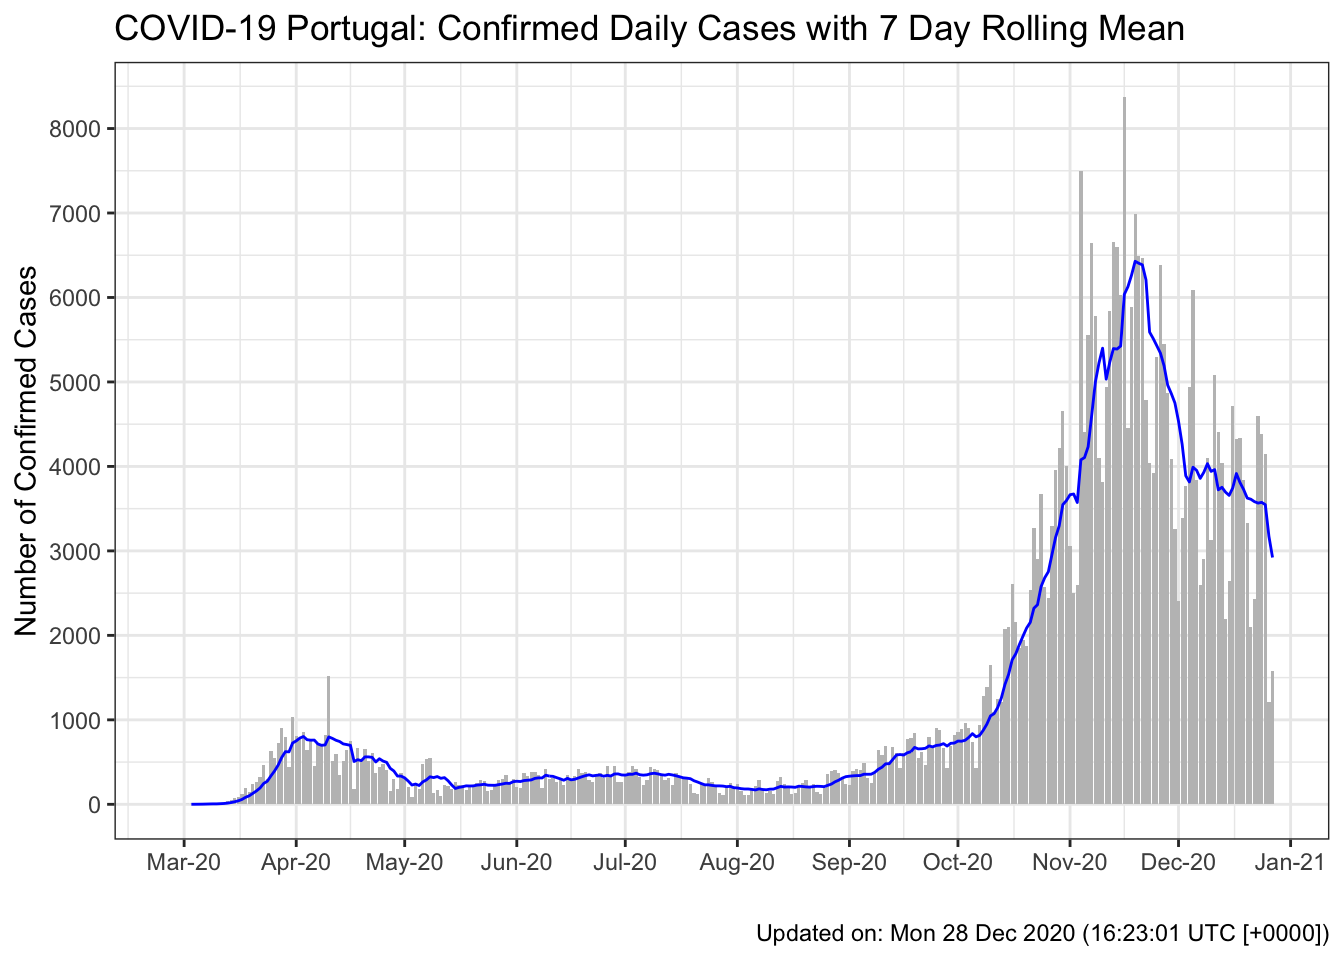 COVID-19 Portugal: Confirmed Daily Cases with 7 Day Rolling Mean
Number of Confirmed Cases
8000
7000
6000
5000
4000
3000
2000
1000
0
Mar-20 Apr-20 May-20 Jun-20 Jul-20 Aug-20 Sep-20 Oct-20 Nov-20 Dec-20 Jan-21
Updated on: Mon 28 Dec 2020 (16:23:01 UTC [+0000])